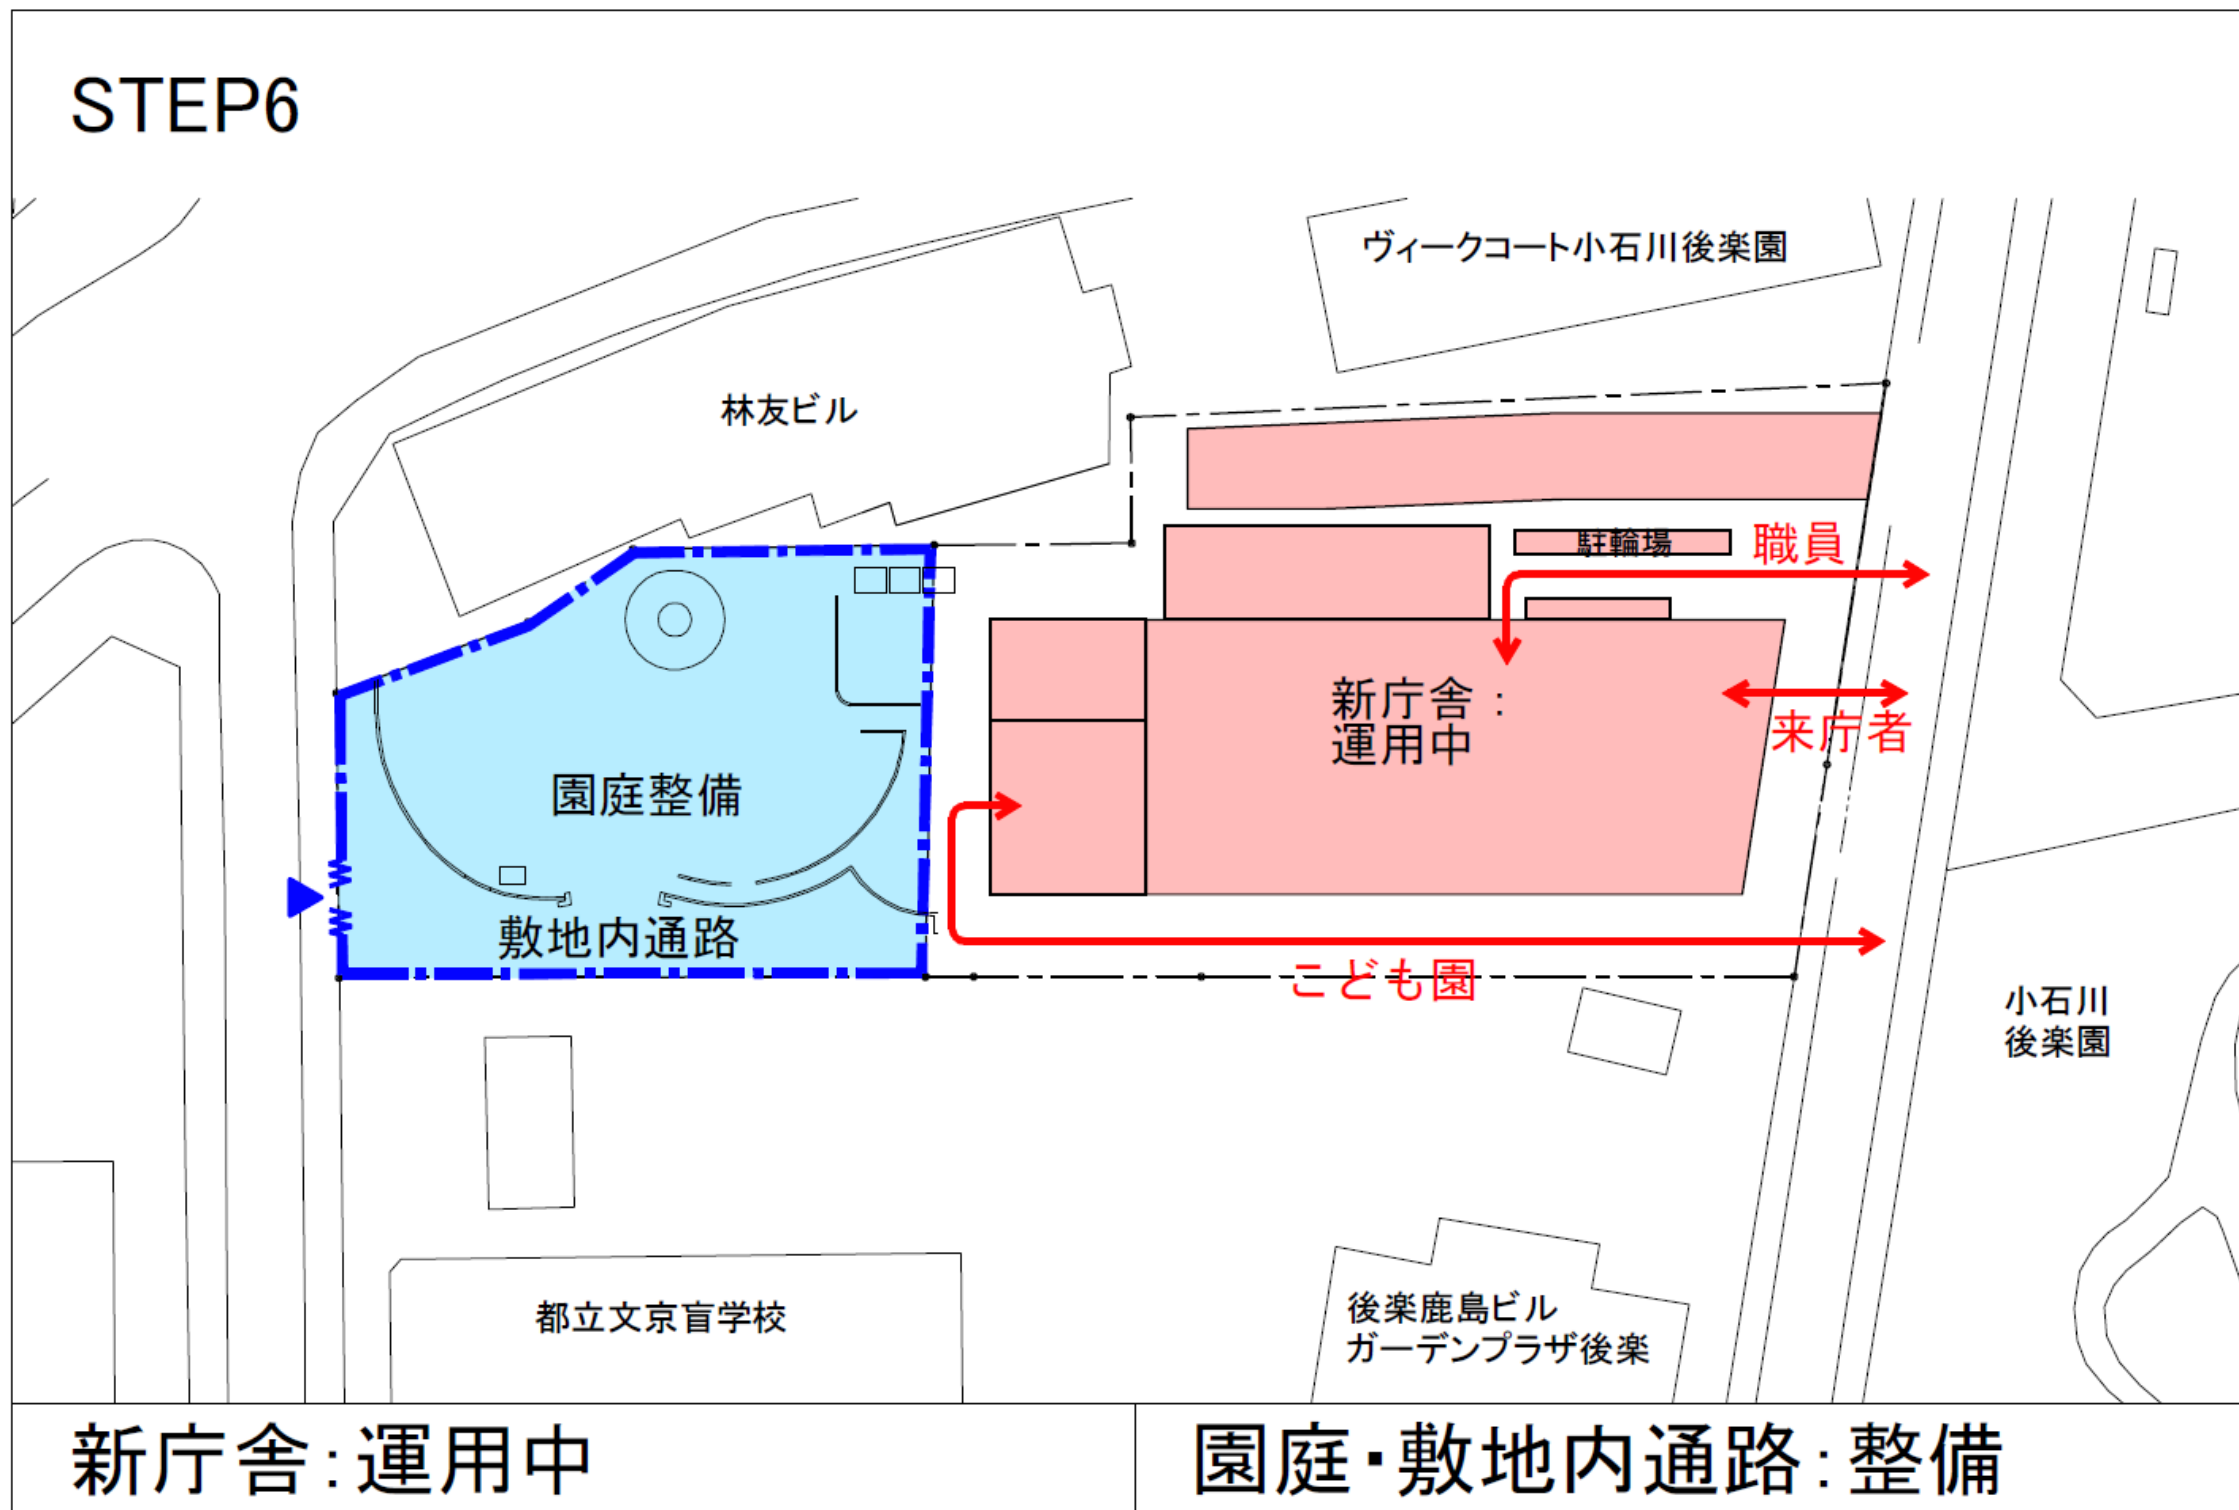 STEP6
ヴィークコート小石川後楽園
林友ビル
駐輪場
職員
新庁舎：
運用中
来庁者
園庭整備
敷地内通路
こども園
小石川
後楽園
都立文京盲学校
後楽鹿島ビル
ガーデンプラザ後楽
新庁舎：運用中
園庭・敷地内通路：整備